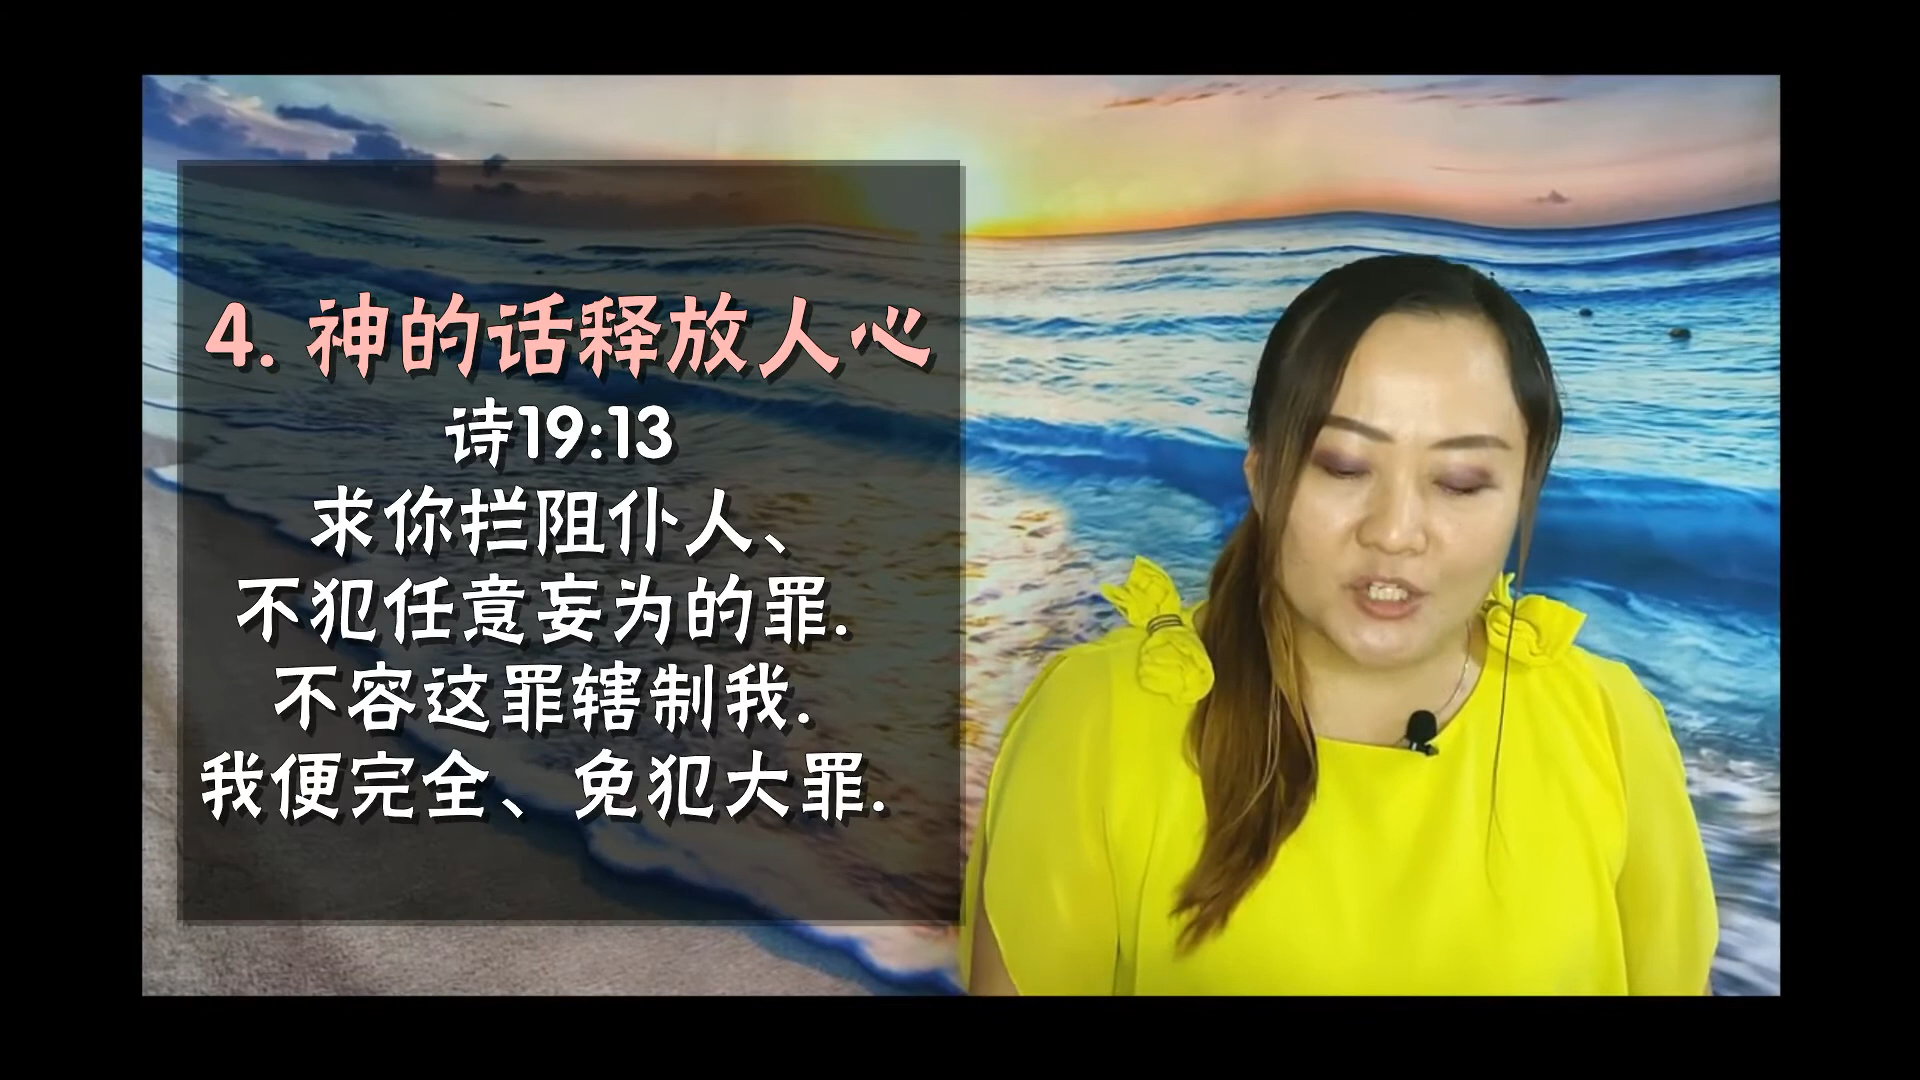 4. 神的话释放人心
诗19:13
求你拦阻仆人、
不犯任意妄为的罪.
不容这罪辖制我.
我便完全、免犯大罪.